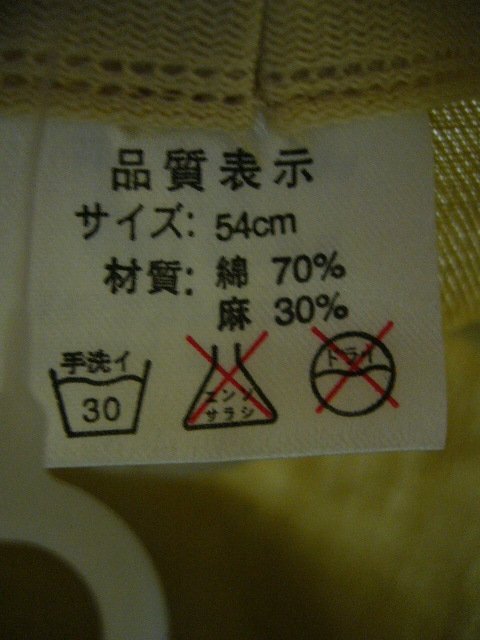 品質表示
サイズ: 54cm
材質: 綿 70%
麻 30%
手洗イ
30
エンソ
サラシ
ドライ